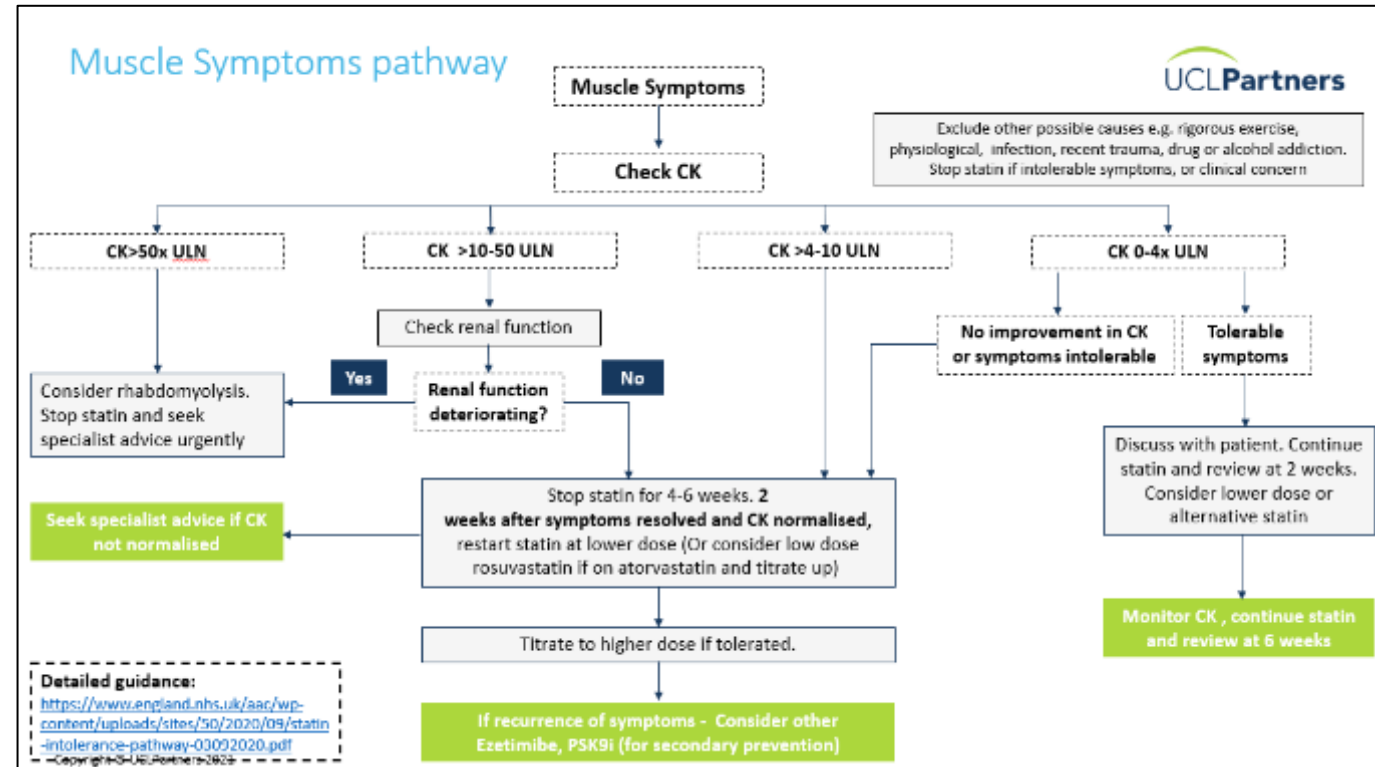 Muscle Symptoms pathway
UCLPartners
Muscle Symptoms
Exclude other possible causes e.g. rigorous exercise,
physiological, infection, recent trauma, drug or alcohol addiction.
Stop statin if intolerable symptoms, or clinical concern
Check CK
CK>50x ULN
CK >10-50 ULN
CK >4-10 ULN
CK 0-4x ULN
Check renal function
No improvement in CK
or symptoms intolerable
Tolerable
symptoms
Yes
No
Renal function
deteriorating?
Consider rhabdomyolysis.
Stop statin and seek
specialist advice urgently
Discuss with patient. Continue
statin and review at 2 weeks.
Consider lower dose or
alternative statin
Stop statin for 4-6 weeks. 2
weeks after symptoms resolved and CK normalised,
restart statin at lower dose (Or consider low dose
rosuvastatin if on atorvastatin and titrate up)
Seek specialist advice if CK
not normalised
Monitor CK , continue statin
and review at 6 weeks
Titrate to higher dose if tolerated.
If recurrence of symptoms - Consider other
Ezetimibe, PSK9i (for secondary prevention)
Detailed guidance:
https://www.england.nhs.uk/aac/wp-
content/uploads/sites/50/2020/09/statin
-intolerance-pathway-03092020.pdf
Copyright © UCLPartners 2021